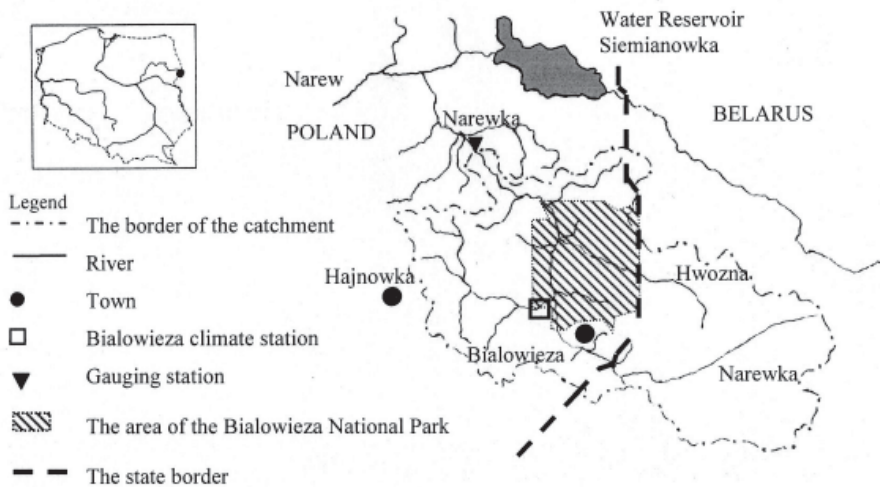 Water Reservoir
Siemianowka
Narew
Narewka
BELARUS
POLAND
Legend
The border of the catchment
River
Hajnowka
Hwozna
Town
Bialowieza climate station
Bialowieza
Narewka
Gauging station
The area of the Bialowieza National Park
The state border